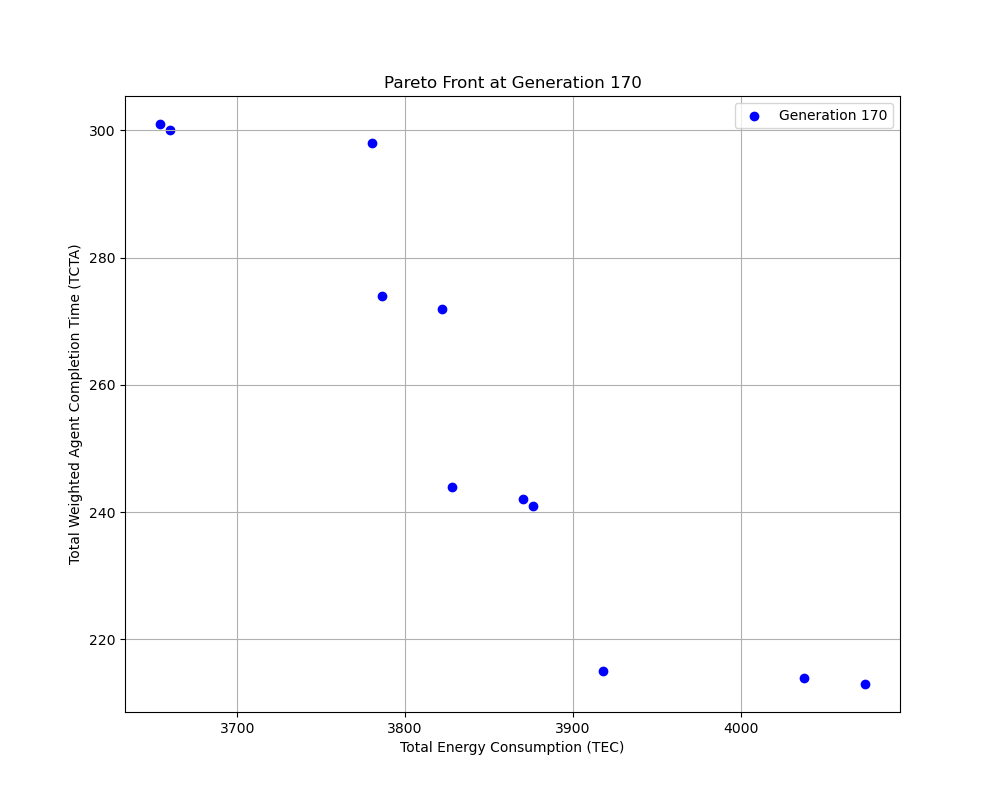 Pareto Front at Generation 170
Generation 170
300
280
260
240
220
Total Weighted Agent Completion Time (TCTA)
3700 3800 3900 4000
Total Energy Consumption (TEC)